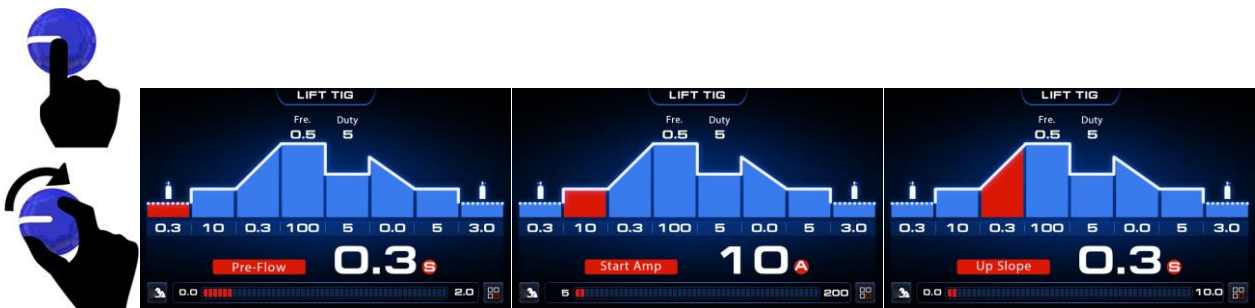 LIFT TIG
Fre. Duty
0.5 5
0.3 10 0.3 100 5 0.0 5 3.0
Pre-Flow 0.3 S
0.0 2.0
LIFT TIG
Fre. Duty
0.5 5
0.3 10 0.3 100 5 0.0 5 3.0
Start Amp 10 A
5 200
LIFT TIG
Fre. Duty
0.5 5
0.3 10 0.3 100 5 0.0 5 3.0
Up Slope 0.3 S
0.0 10.0